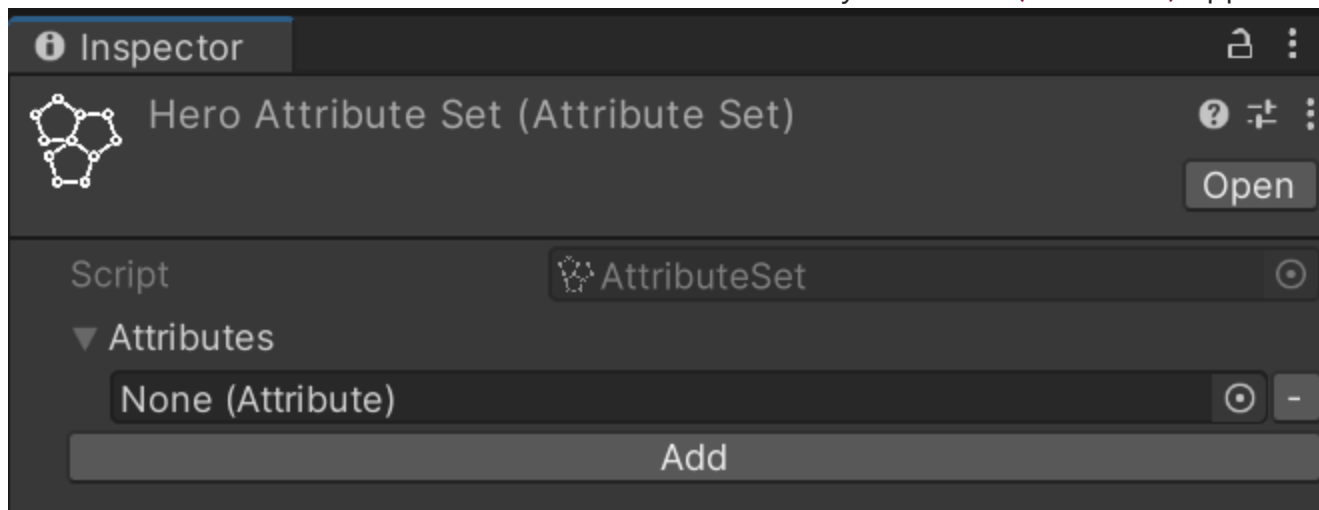 Inspector
Hero Attribute Set (Attribute Set)
Open
Script AttributeSet
Attributes
None (Attribute) -
Add